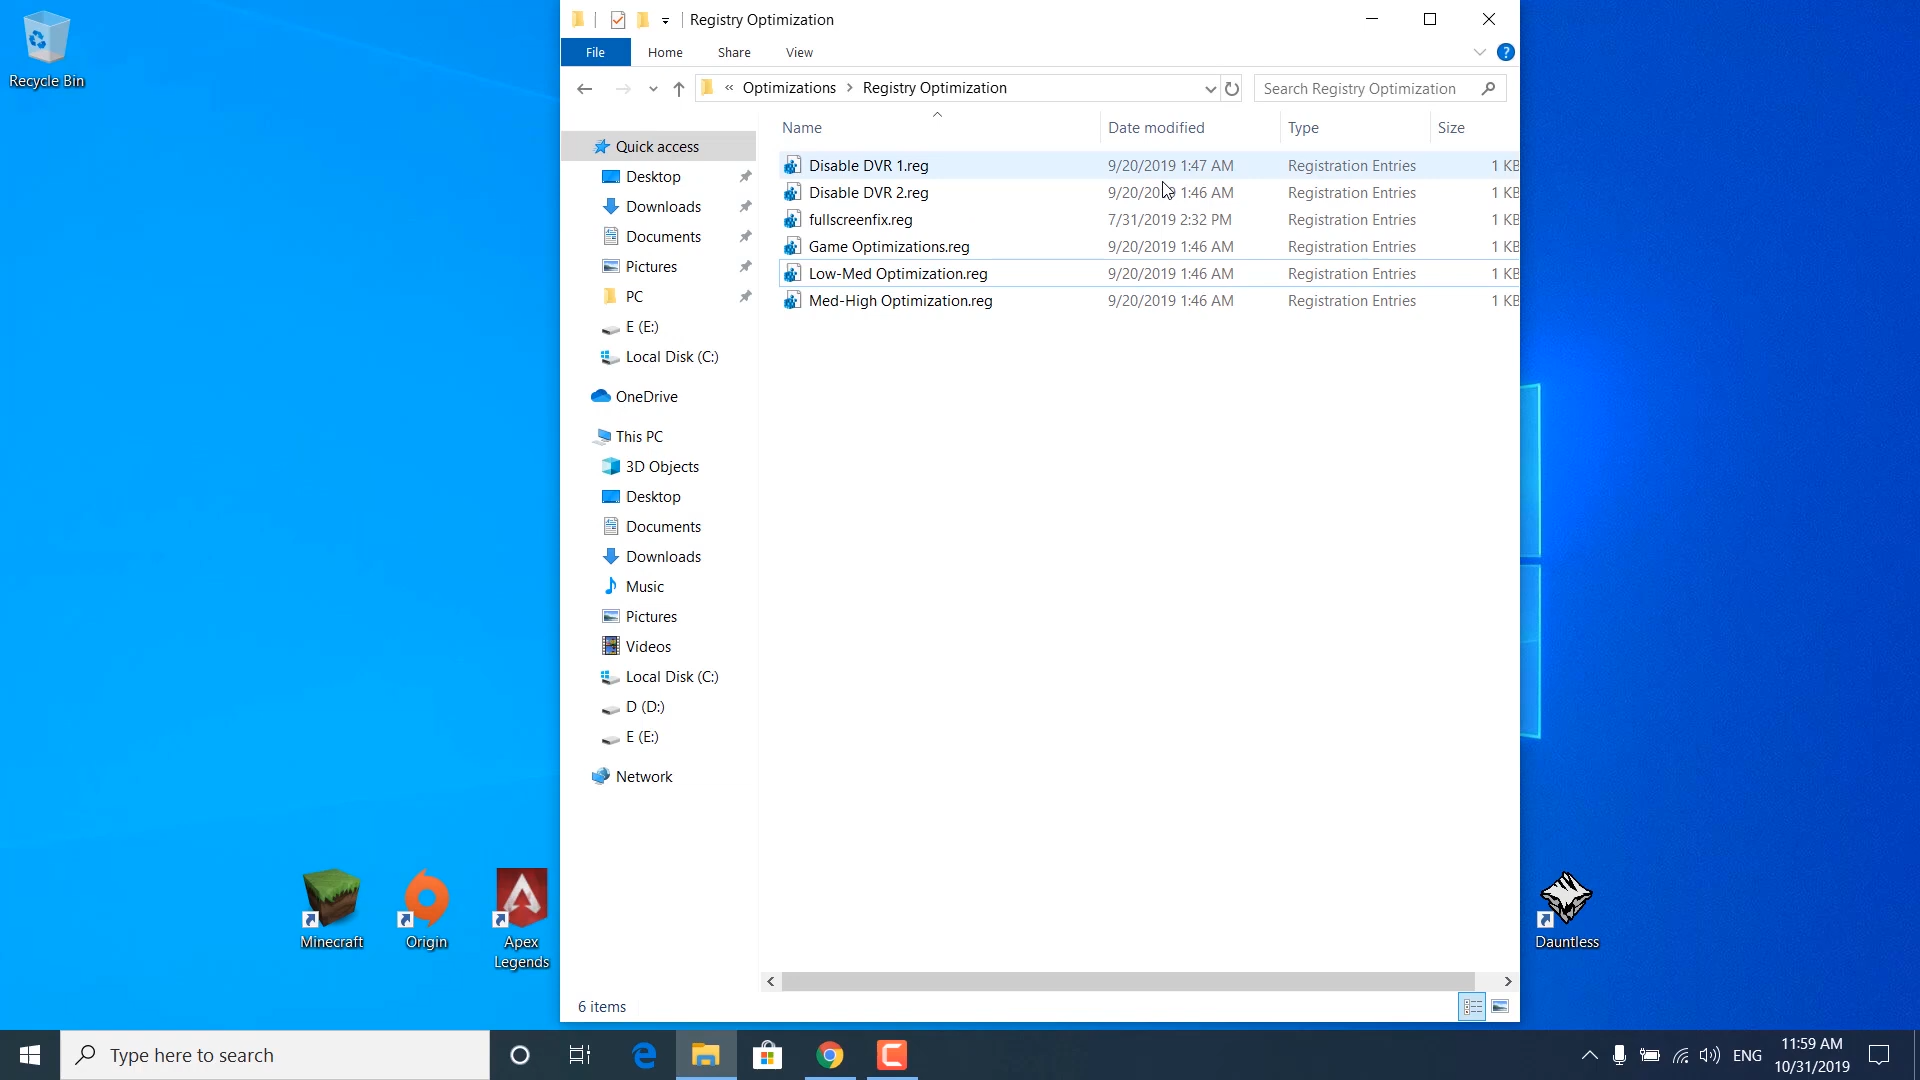 Recycle Bin
Registry Optimization
File Home Share View
« Optimizations > Registry Optimization
Search Registry Optimization
Name Date modified Type Size
Disable DVR 1.reg 9/20/2019 1:47 AM Registration Entries 1 KB
Disable DVR 2.reg 9/20/2019 1:46 AM Registration Entries 1 KB
fullscreenfix.reg 7/31/2019 2:32 PM Registration Entries 1 KB
Game Optimizations.reg 9/20/2019 1:46 AM Registration Entries 1 KB
Low-Med Optimization.reg 9/20/2019 1:46 AM Registration Entries 1 KB
Med-High Optimization.reg 9/20/2019 1:46 AM Registration Entries 1 KB
Quick access
Desktop
Downloads
Documents
Pictures
PC
E (E:)
Local Disk (C:)
OneDrive
This PC
3D Objects
Desktop
Documents
Downloads
Music
Pictures
Videos
Local Disk (C:)
D (D:)
E (E:)
Network
6 items
Minecraft
Origin
Apex
Legends
Dauntless
Type here to search
ENG
11:59 AM
10/31/2019